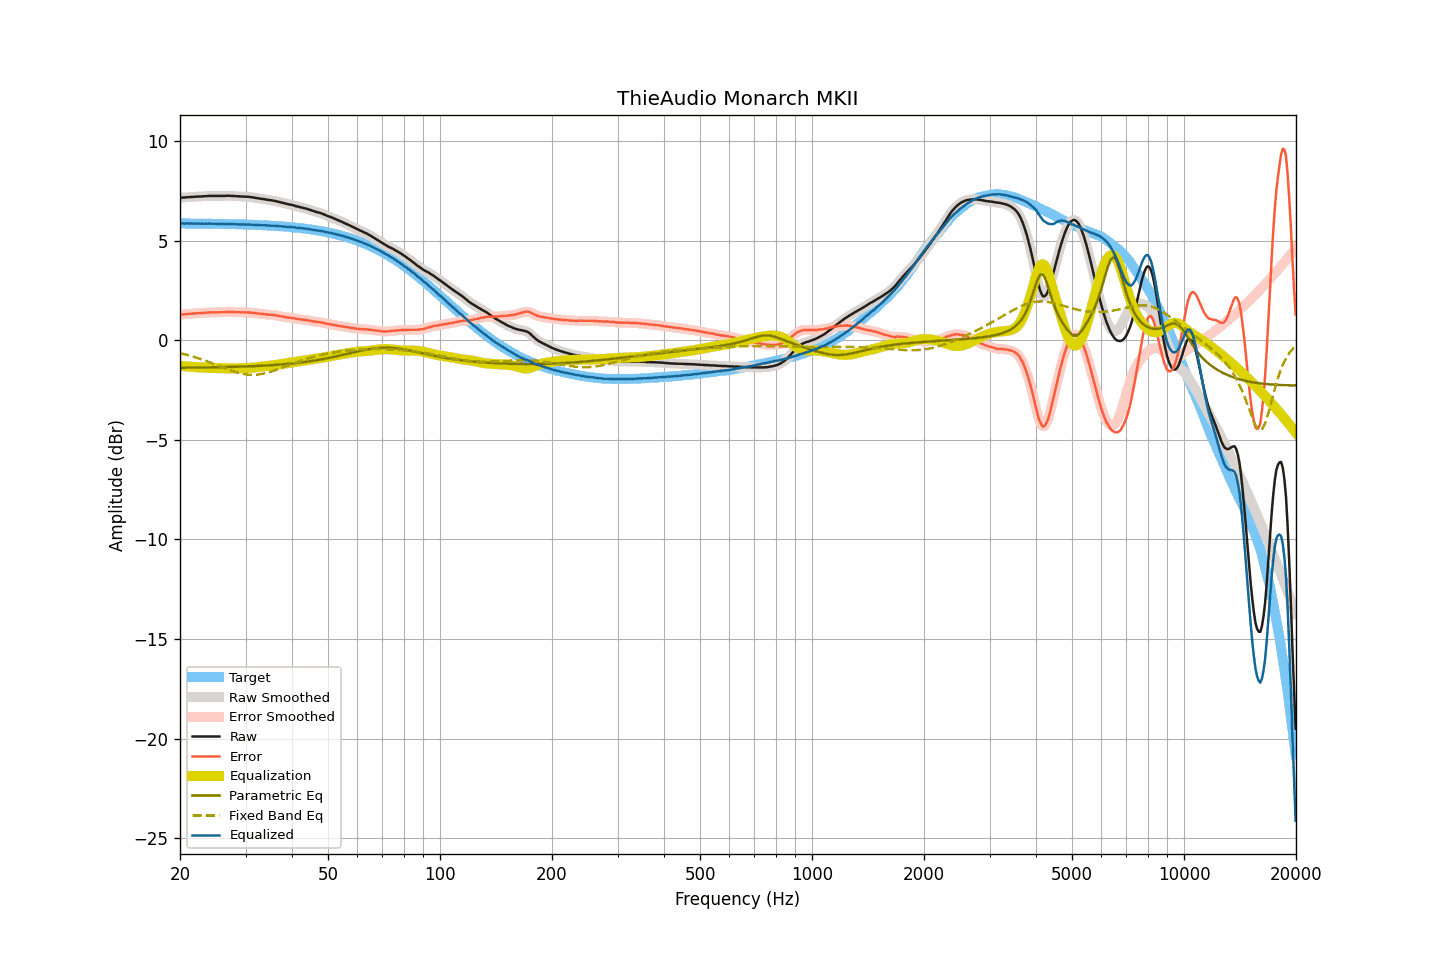 ThieAudio Monarch MKII
10
5
0
−5
−10
−15
−20
−25
Amplitude (dBr)
Target
Raw Smoothed
Error Smoothed
Raw
Error
Equalization
Parametric Eq
Fixed Band Eq
Equalized
20 50 100 200 500 1000 2000 5000 10000 20000
Frequency (Hz)